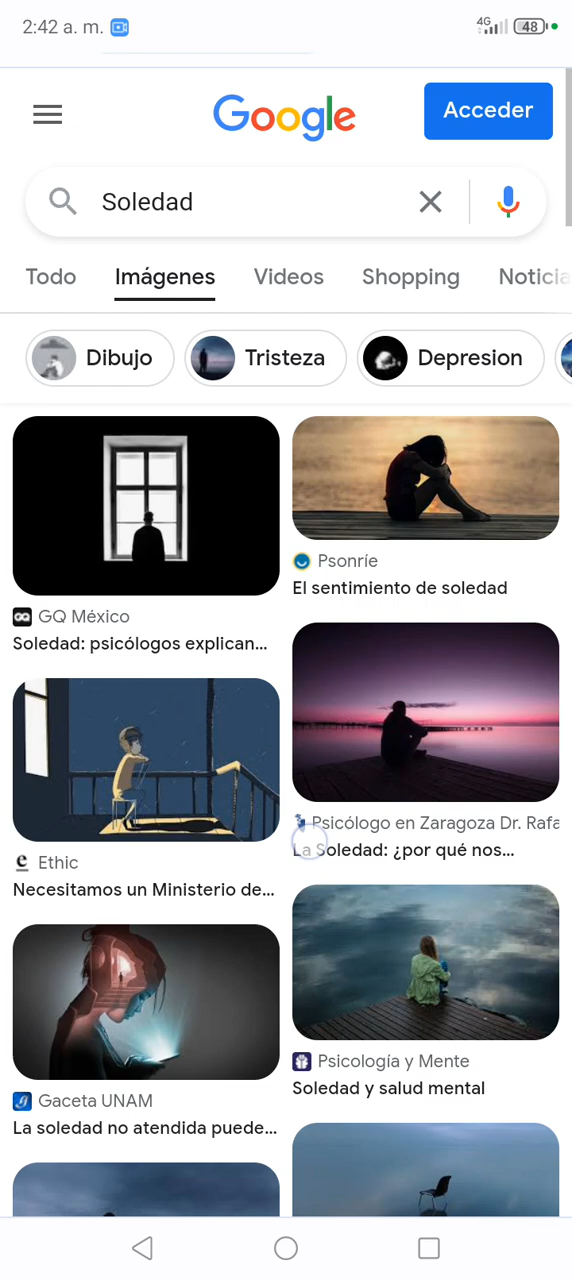 2:42 a. m.
4G
48
Google
Acceder
Soledad
Todo Imágenes Videos Shopping Noticia
Dibujo Tristeza Depresion
GQ
GQ México
Soledad: psicólogos explican...
Psonríe
El sentimiento de soledad
Ethic
Necesitamos un Ministerio de...
Psicólogo en Zaragoza Dr. Rafa
La Soledad: ¿por qué nos...
Gaceta UNAM
La soledad no atendida puede...
Psicología y Mente
Soledad y salud mental